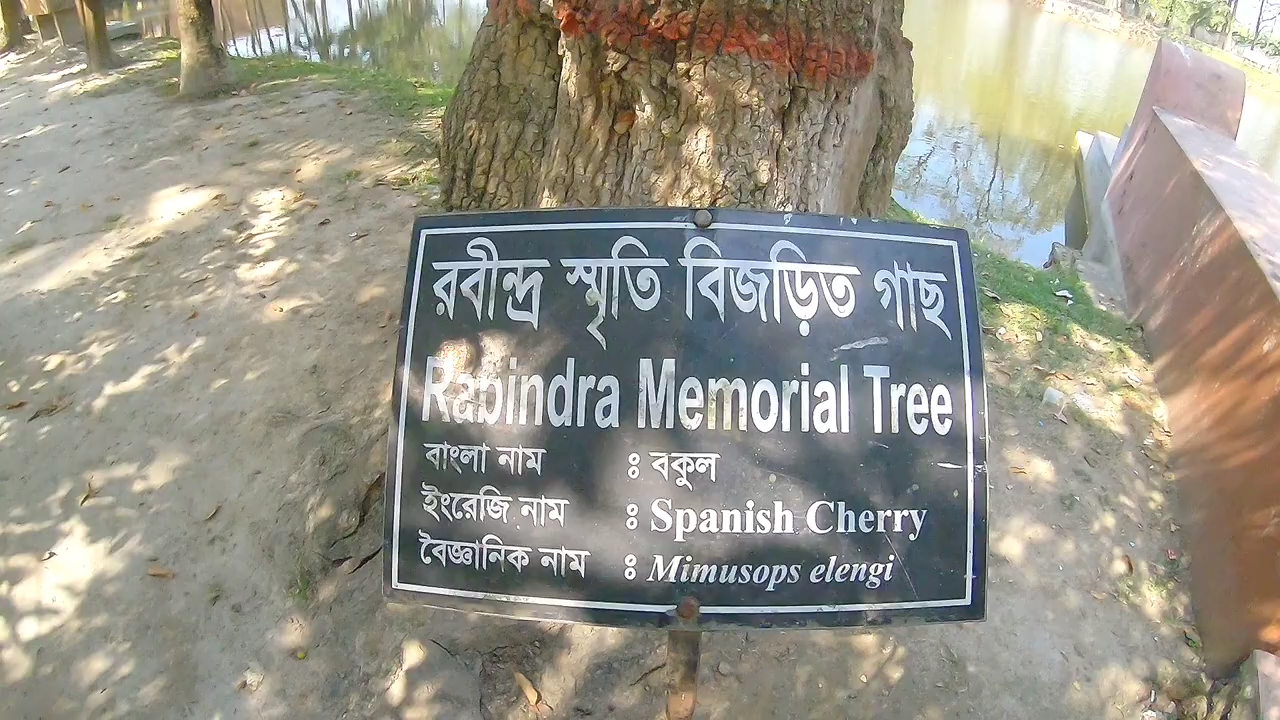 রবীন্দ্র স্মৃতি বিজড়িত গাছ
Rabindra Memorial Tree
বাংলা নাম : বকুল
ইংরেজি নাম : Spanish Cherry
বৈজ্ঞানিক নাম : Mimusops elengi